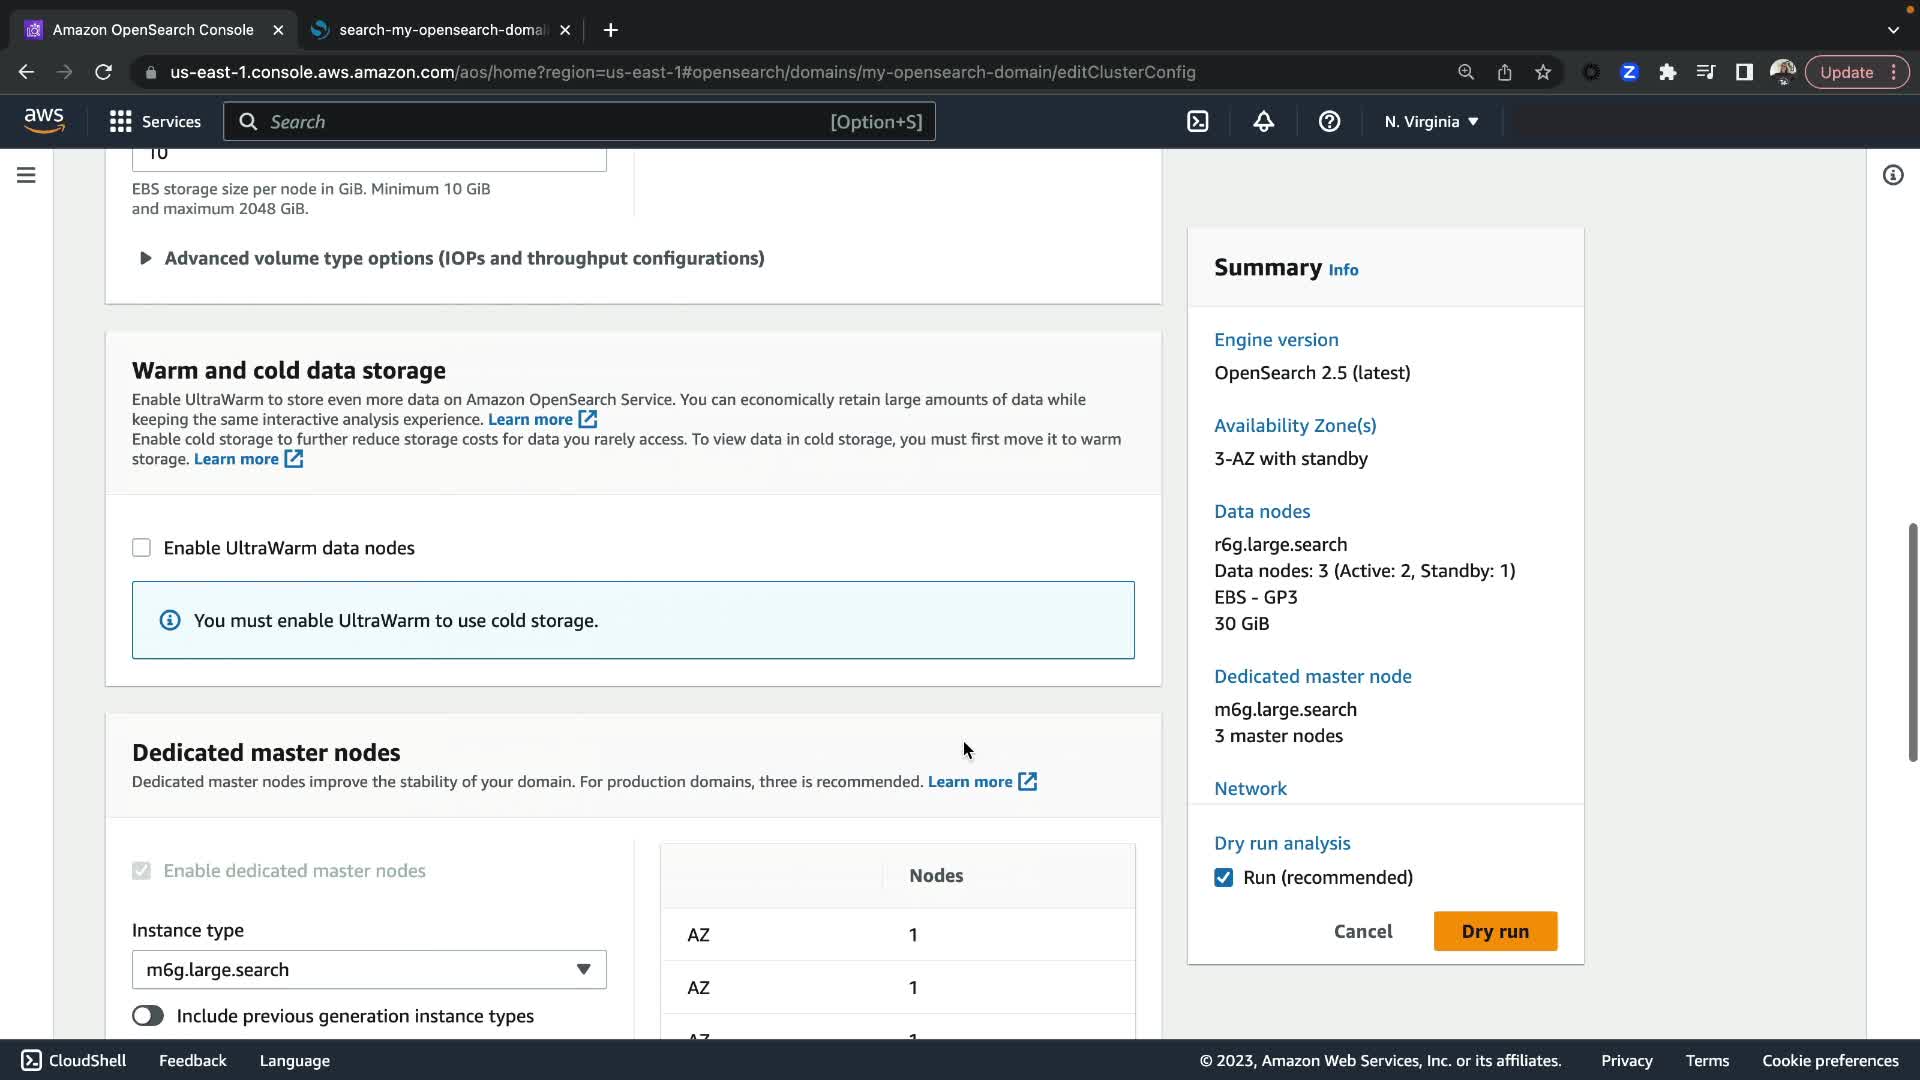 Amazon OpenSearch Console
search-my-opensearch-domai
us-east-1.console.aws.amazon.com/aos/home?region=us-east-1#opensearch/domains/my-opensearch-domain/editClusterConfig
Z
Update
aws
Services
Search
[Option+S]
N. Virginia
10
EBS storage size per node in GiB. Minimum 10 GiB
and maximum 2048 GiB.
Advanced volume type options (IOPs and throughput configurations)
Warm and cold data storage
Enable UltraWarm to store even more data on Amazon OpenSearch Service. You can economically retain large amounts of data while
keeping the same interactive analysis experience. Learn more
Enable cold storage to further reduce storage costs for data you rarely access. To view data in cold storage, you must first move it to warm
storage. Learn more
Enable UltraWarm data nodes
You must enable UltraWarm to use cold storage.
Dedicated master nodes
Dedicated master nodes improve the stability of your domain. For production domains, three is recommended. Learn more
Enable dedicated master nodes
Instance type
m6g.large.search
Include previous generation instance types
Nodes
AZ 1
AZ 1
AZ 1
Summary Info
Engine version
OpenSearch 2.5 (latest)
Availability Zone(s)
3-AZ with standby
Data nodes
r6g.large.search
Data nodes: 3 (Active: 2, Standby: 1)
EBS - GP3
30 GiB
Dedicated master node
m6g.large.search
3 master nodes
Network
Dry run analysis
Run (recommended)
Cancel
Dry run
CloudShell
Feedback
Language
© 2023, Amazon Web Services, Inc. or its affiliates.
Privacy
Terms
Cookie preferences